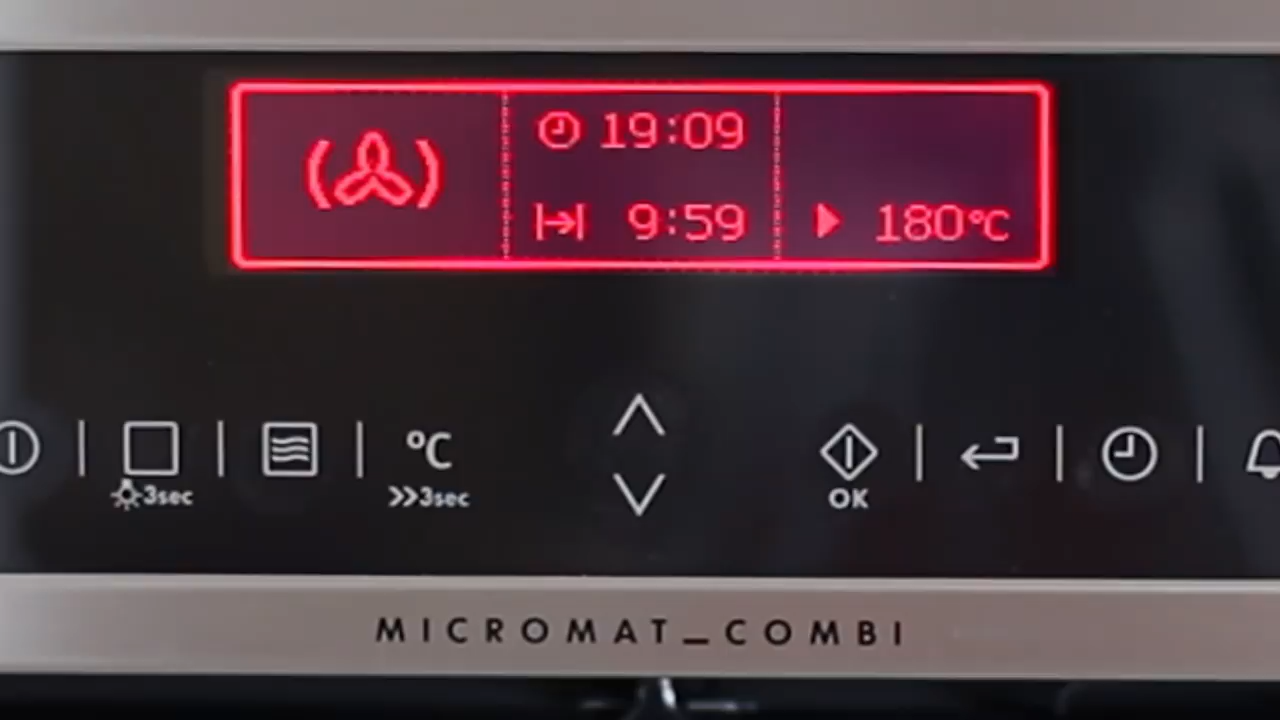 19:09
9:59 180°C
°C
3sec >>3sec OK
MICROMAT_COMBI